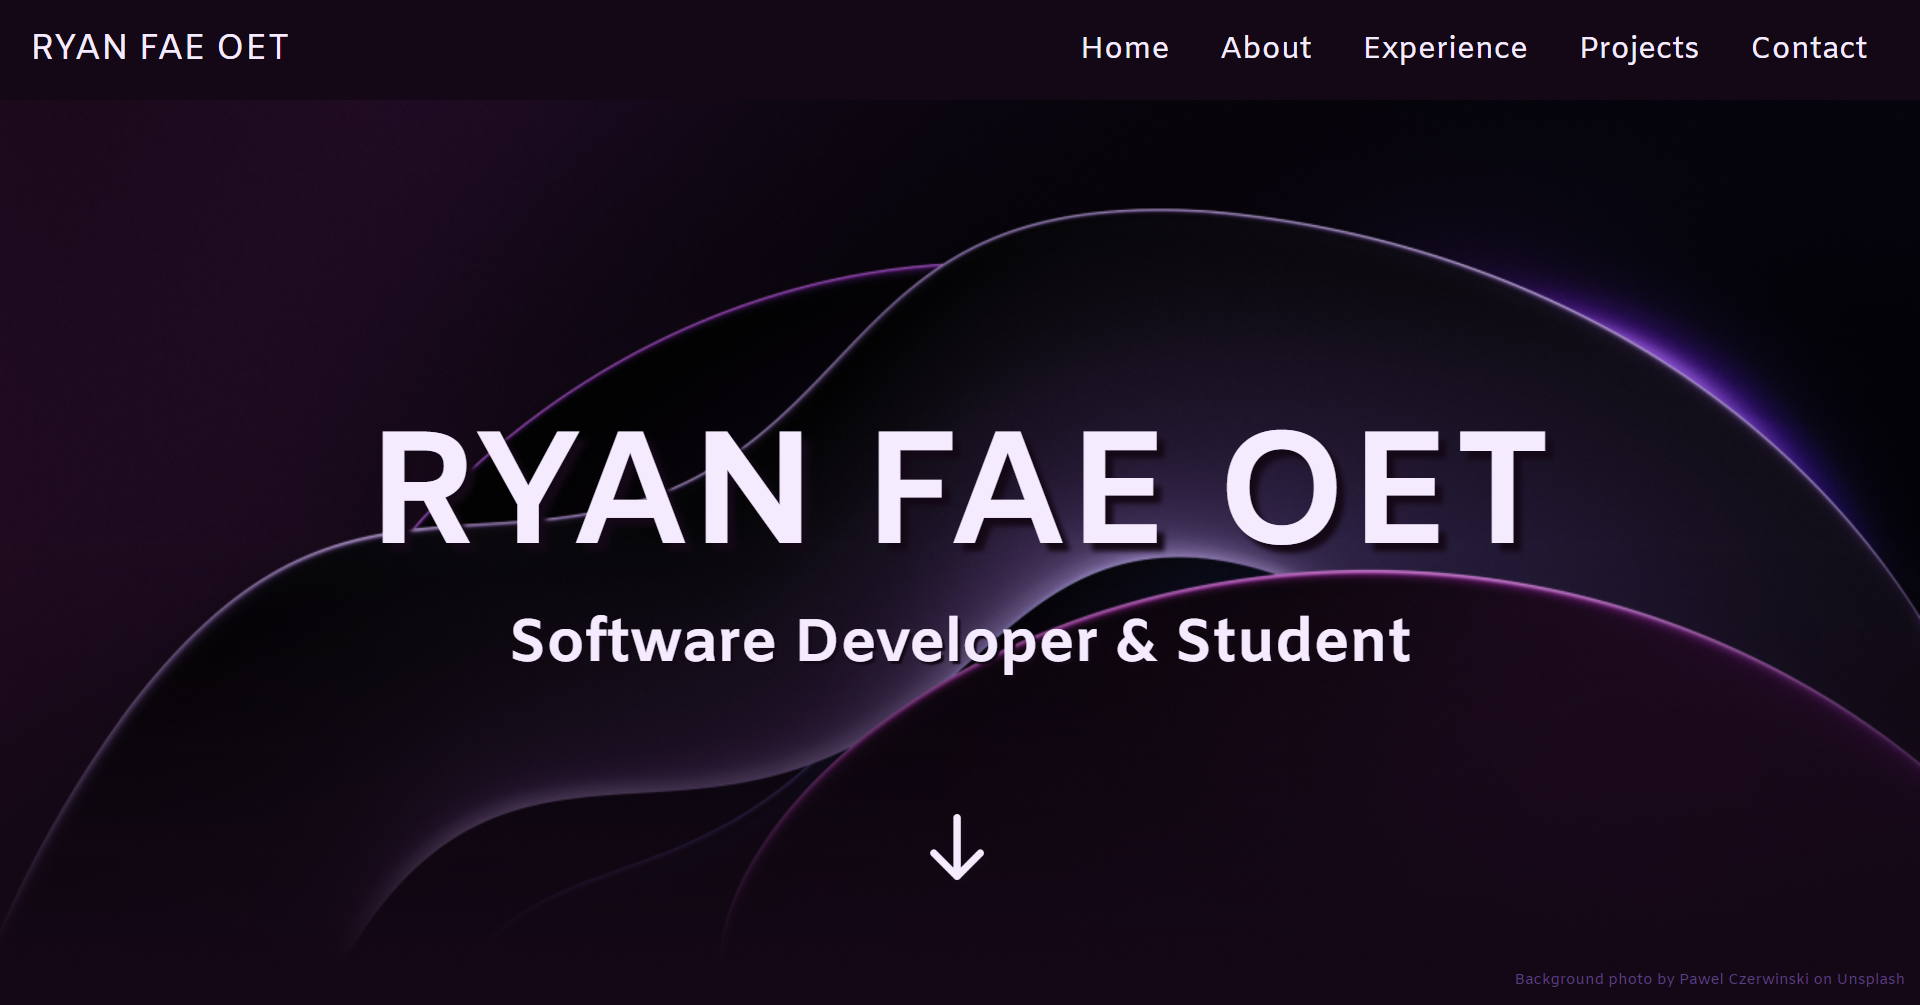 RYAN FAE OET
Home About Experience Projects Contact
RYAN FAE OET
Software Developer & Student
Background photo by Pawel Czerwinski on Unsplash